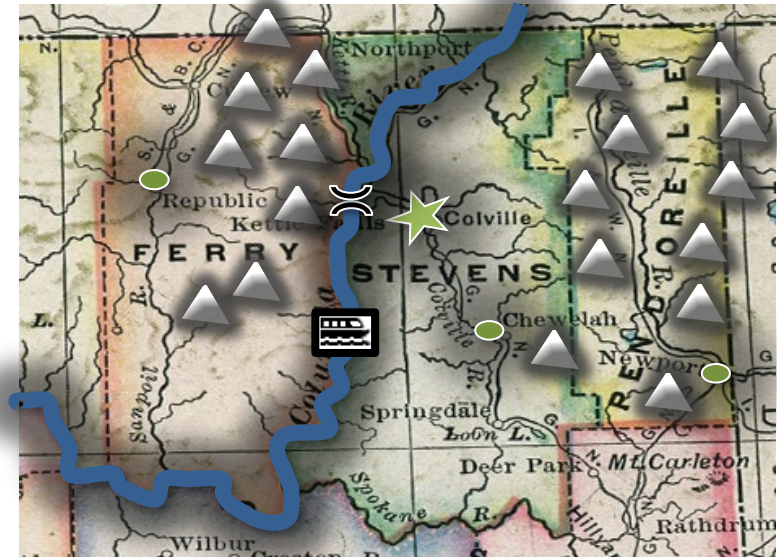 N.
Northport
& B. C.
N.
River
G. N.
S.
G.
N.
Republic
Kettle Falls
Colville
FERRY
STEVENS
L.
R.
G.
Colville
Chewelah
N.
W.
N.
PEND OREILLE
R.
Newport
G
Sanpoil
R.
Springdale
Loon L.
G.
N.
Deer Park
Mt. Carleton
Spokane
R.
Rathdrum
Wilbur